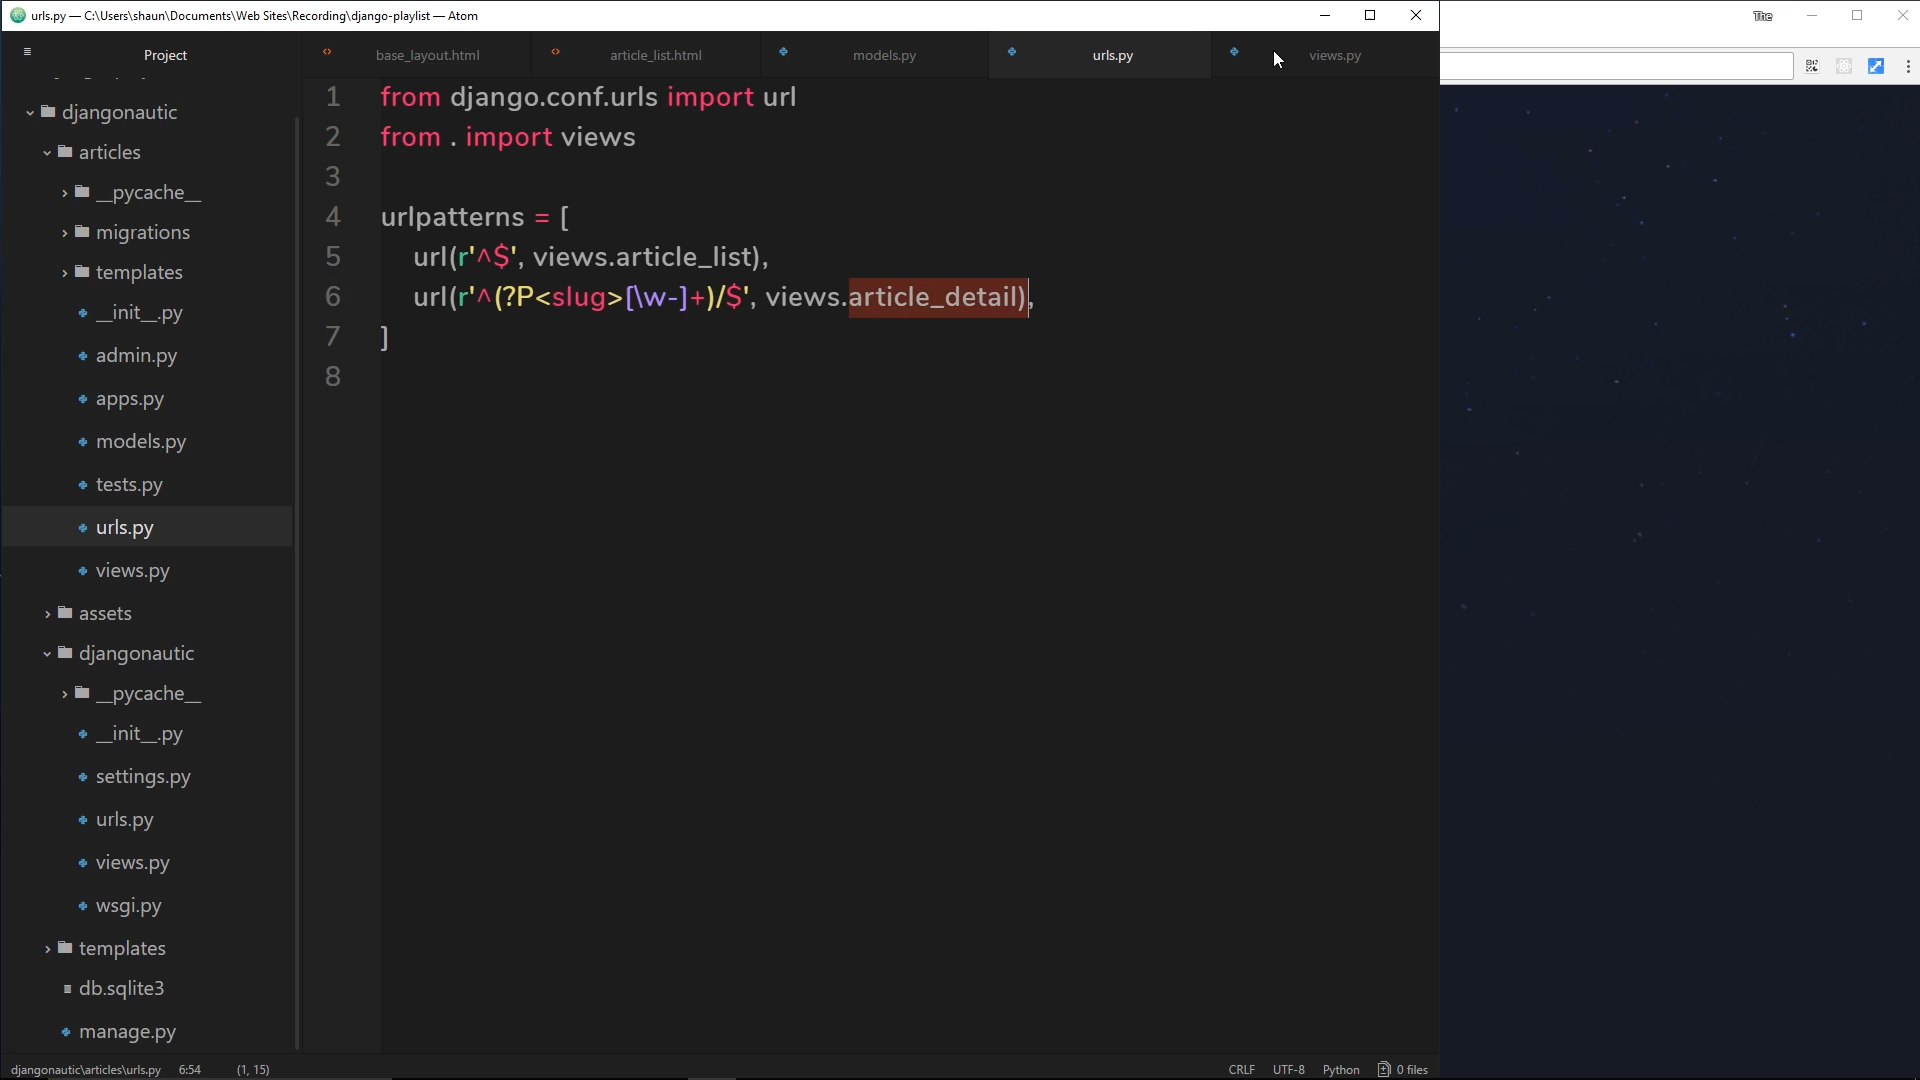 urls.py — C:\Users\shaun\Documents\Web Sites\Recording\django-playlist — Atom
The
Project
base_layout.html
article_list.html
models.py
urls.py
views.py
djangonautic
articles
__pycache__
migrations
templates
__init__.py
admin.py
apps.py
models.py
tests.py
urls.py
views.py
assets
djangonautic
__pycache__
__init__.py
settings.py
urls.py
views.py
wsgi.py
templates
db.sqlite3
manage.py
1 from django.conf.urls import url
2 from . import views
3
4 urlpatterns = [
5 url(r'^$', views.article_list),
6 url(r'^(?P<slug>[\w-]+)/$', views.article_detail),
7 ]
8
djangonautic\articles\urls.py 6:54 (1, 15)
CRLF UTF-8 Python 0 files